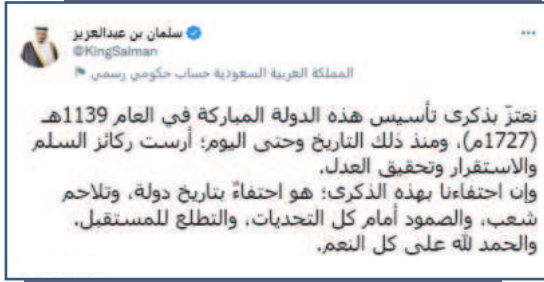 سلمان بن عبدالعزيز
@KingSalman
المملكة العربية السعودية حساب حكومي رسمي
نعتزّ بذكرى تأسيس هذه الدولة المباركة في العام 1139هـ
(1727م)، ومنذ ذلك التاريخ وحتى اليوم؛ أرست ركائز السلم
والاستقرار وتحقيق العدل.
وإن احتفاءنا بهذه الذكرى؛ هو احتفاءٌ بتاريخ دولة، وتلاحم
شعب، والصمود أمام كل التحديات، والتطلع للمستقبل.
والحمد لله على كل النعم.